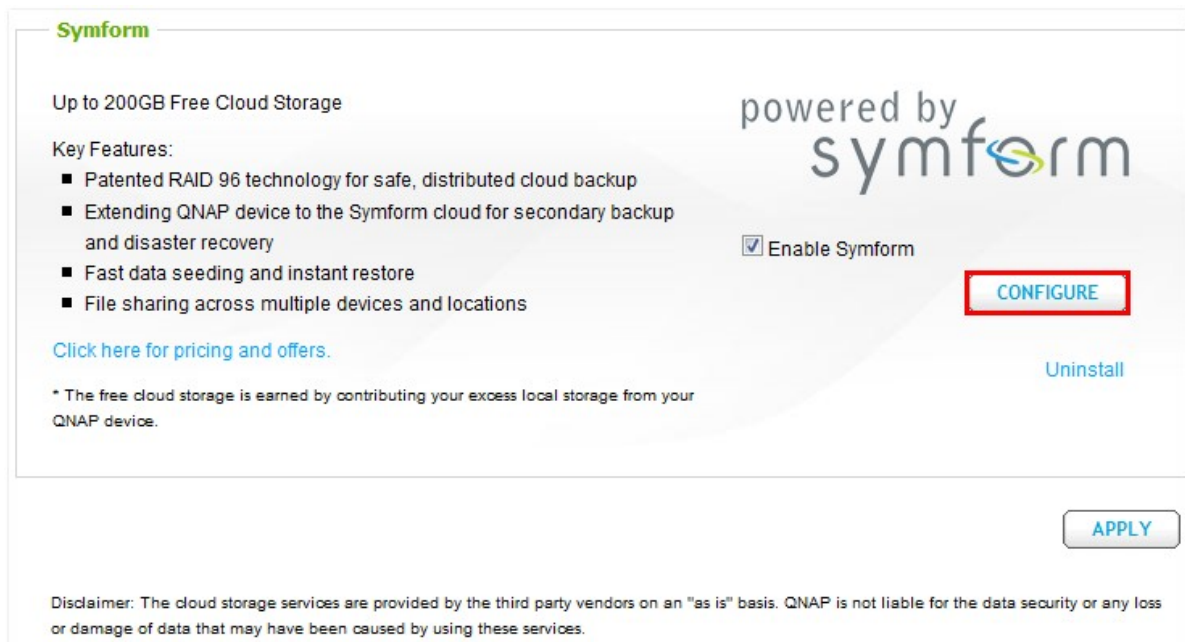 Symform
Up to 200GB Free Cloud Storage
Key Features:
Patented RAID 96 technology for safe, distributed cloud backup
Extending QNAP device to the Symform cloud for secondary backup
and disaster recovery
Fast data seeding and instant restore
File sharing across multiple devices and locations
Click here for pricing and offers.
* The free cloud storage is earned by contributing your excess local storage from your
QNAP device.
powered by
symform
Enable Symform
CONFIGURE
Uninstall
APPLY
Disclaimer: The cloud storage services are provided by the third party vendors on an "as is" basis. QNAP is not liable for the data security or any loss
or damage of data that may have been caused by using these services.